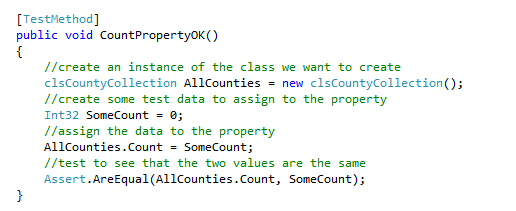 [TestMethod]
public void CountPropertyOK()
{
    //create an instance of the class we want to create
    clsCountyCollection AllCounties = new clsCountyCollection();
    //create some test data to assign to the property
    Int32 SomeCount = 0;
    //assign the data to the property
    AllCounties.Count = SomeCount;
    //test to see that the two values are the same
    Assert.AreEqual(AllCounties.Count, SomeCount);
}